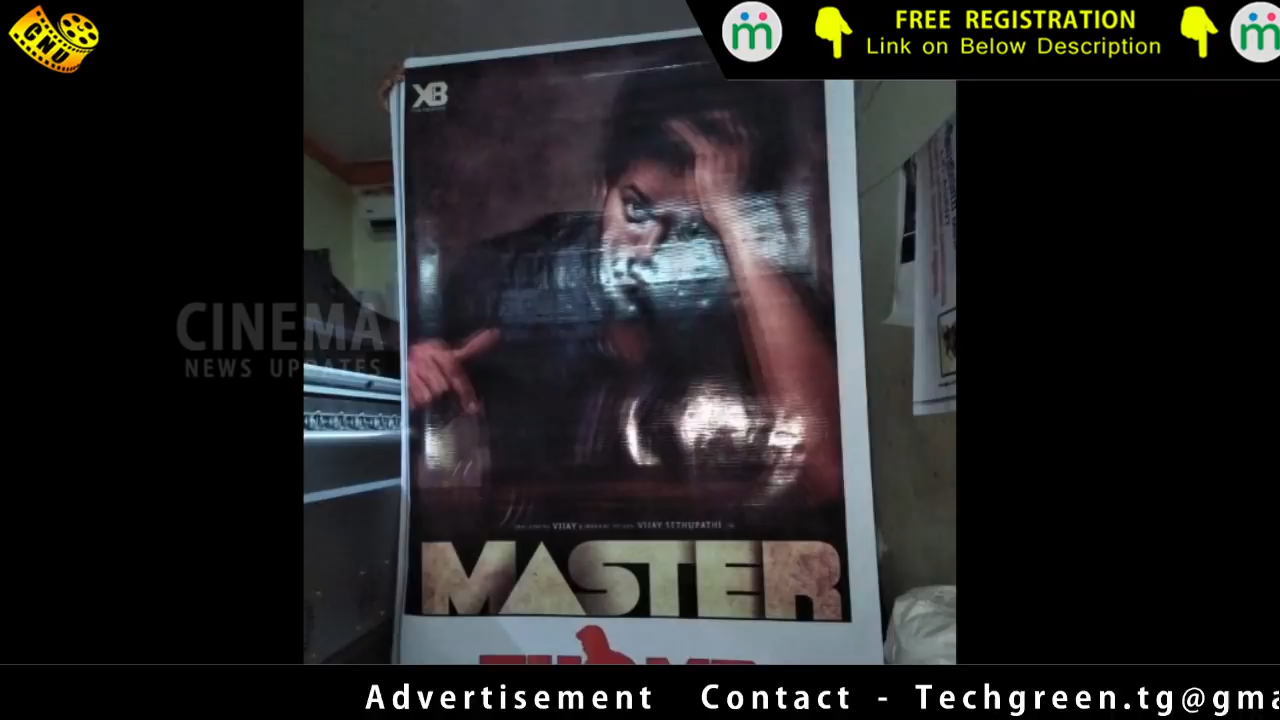 CNU
FREE REGISTRATION
Link on Below Description
XB
CINEMA
NEWS UPDATES
VIJAY
VIJAY SETHUPATHI
MASTER
Advertisement Contact - Techgreen.tg@gma